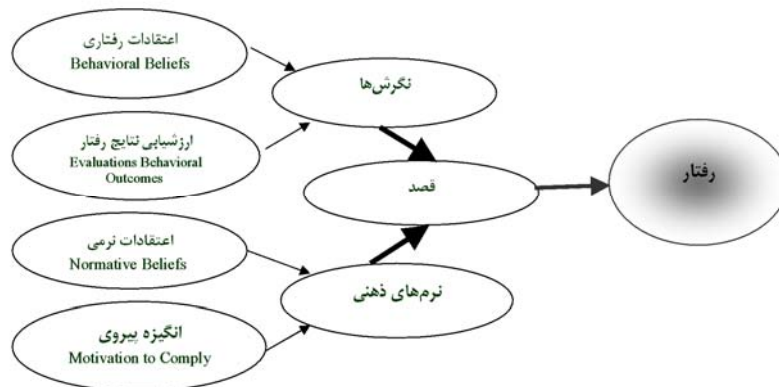 اعتقادات رفتاری
Behavioral Beliefs
نگرش‌ها
ارزشیابی نتایج رفتار
Evaluations Behavioral
Outcomes
قصد
رفتار
اعتقادات نرمی
Normative Beliefs
نرم‌های ذهنی
انگیزه پیروی
Motivation to Comply